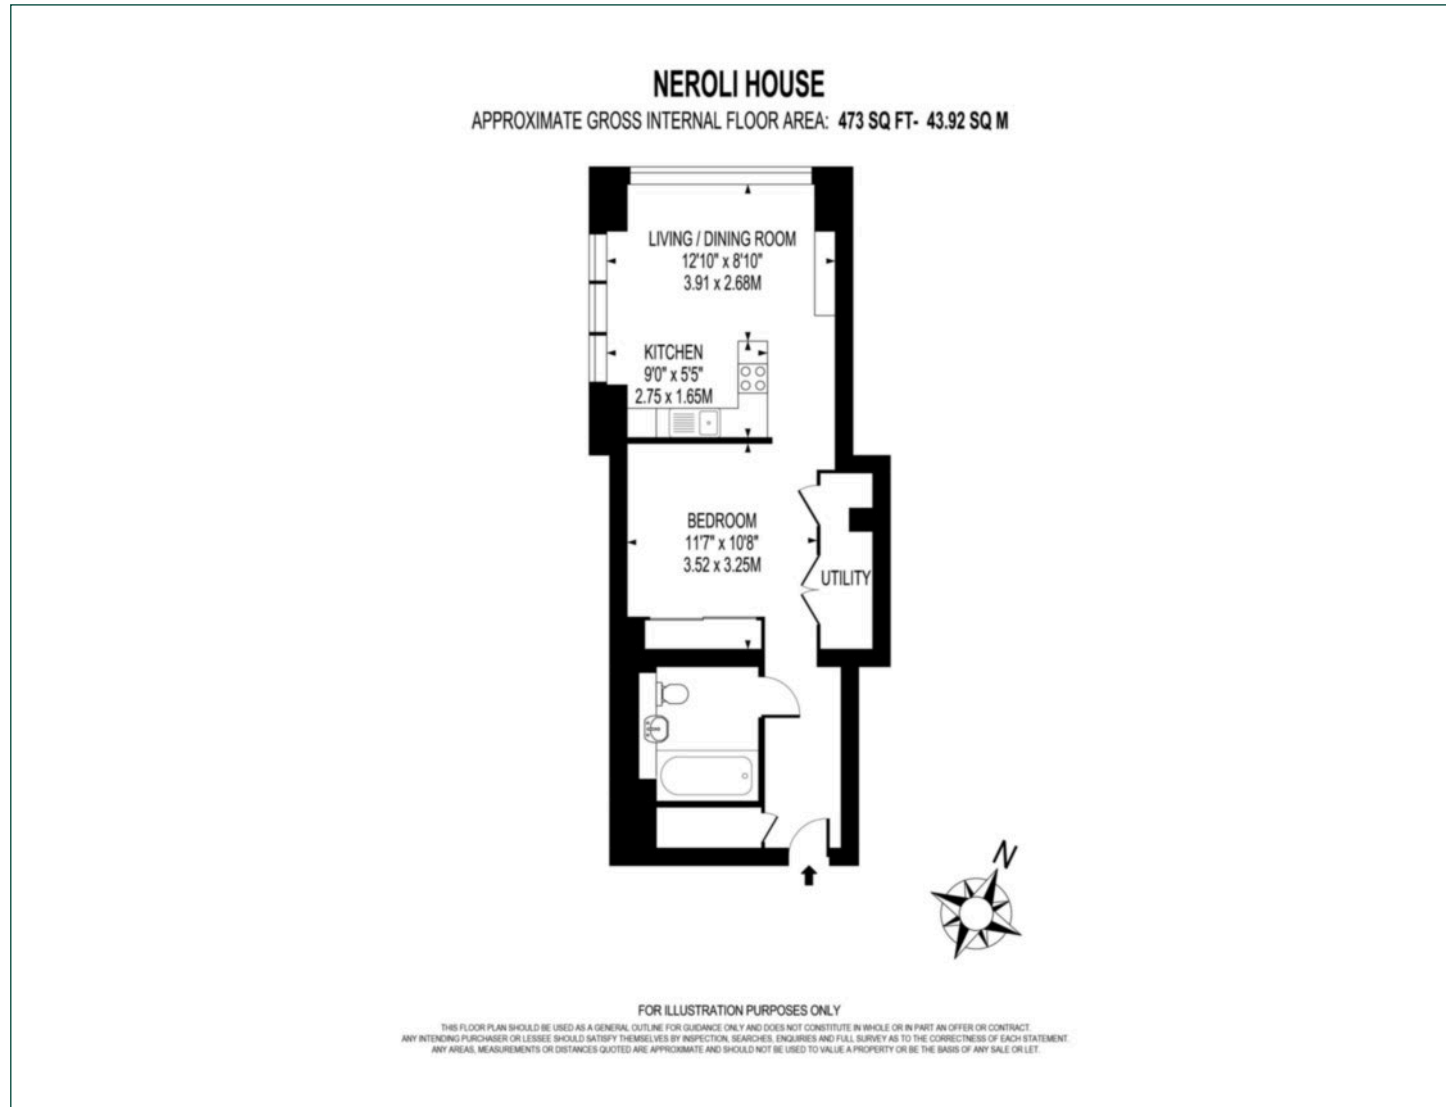 NEROLI HOUSE
APPROXIMATE GROSS INTERNAL FLOOR AREA: 473 SQ FT- 43.92 SQ M
LIVING / DINING ROOM
12'10" x 8'10"
3.91 x 2.68M
KITCHEN
9'0" x 5'5"
2.75 x 1.65M
BEDROOM
11'7" x 10'8"
3.52 x 3.25M
UTILITY
N
FOR ILLUSTRATION PURPOSES ONLY
THIS FLOOR PLAN SHOULD BE USED AS A GENERAL OUTLINE FOR GUIDANCE ONLY AND DOES NOT CONSTITUTE IN WHOLE OR IN PART AN OFFER OR CONTRACT.
ANY INTENDING PURCHASER OR LESSEE SHOULD SATISFY THEMSELVES BY INSPECTION, SEARCHES, ENQUIRIES AND FULL SURVEY AS TO THE CORRECTNESS OF EACH STATEMENT.
ANY AREAS, MEASUREMENTS OR DISTANCES QUOTED ARE APPROXIMATE AND SHOULD NOT BE USED TO VALUE A PROPERTY OR BE THE BASIS OF ANY SALE OR LET.